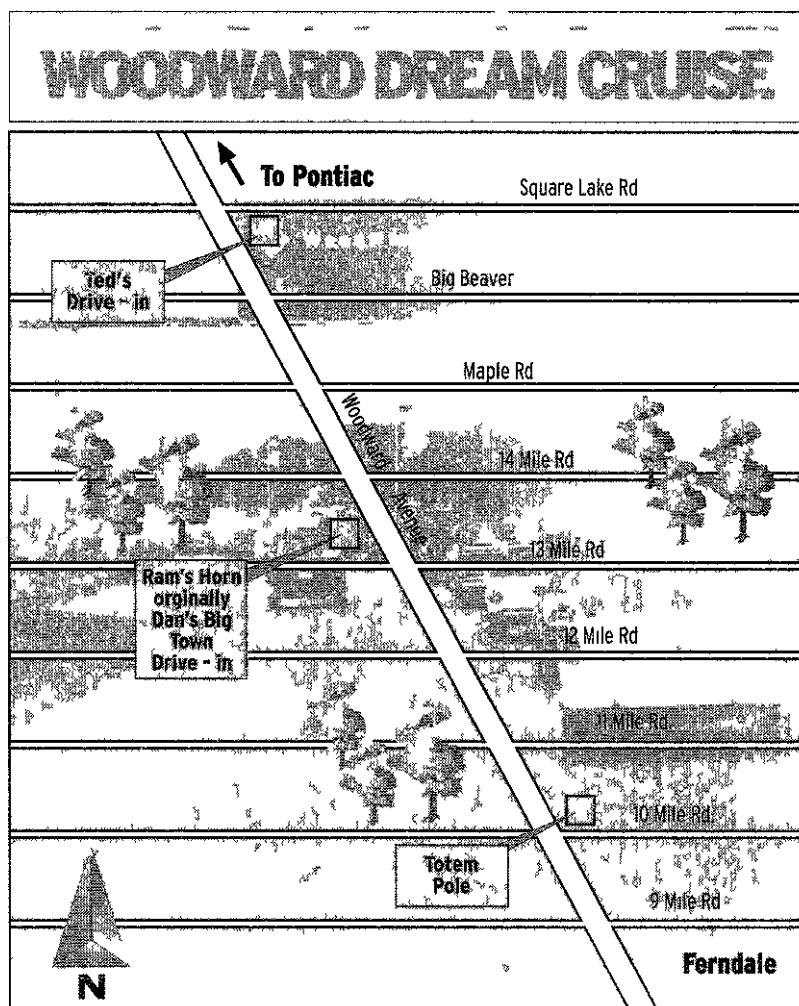 WOODWARD DREAM CRUISE
To Pontiac
Square Lake Rd
Ted's
Drive - in
Big Beaver
Maple Rd
Woodward Avenue
14 Mile Rd
13 Mile Rd
Ram's Horn
orginally
Dan's Big
Town
Drive - in
12 Mile Rd
11 Mile Rd.
10 Mile Rd.
Totem
Pole
9 Mile Rd
N
Ferndale